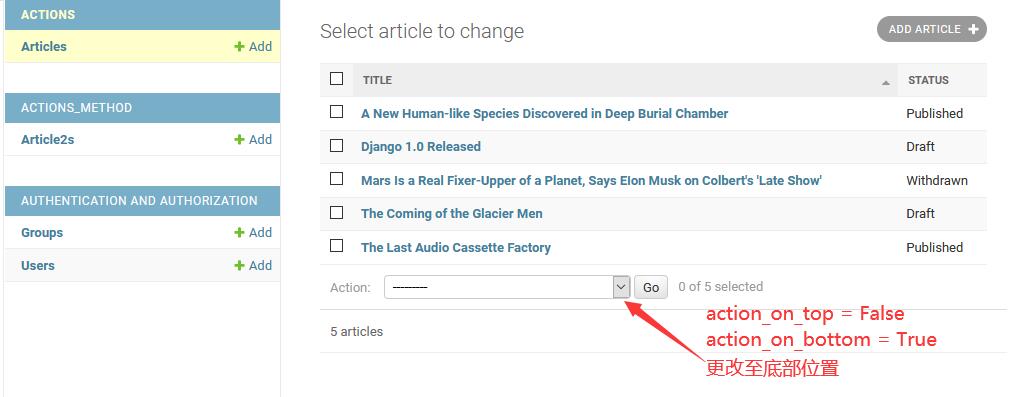 ACTIONS
Articles
Add
ACTIONS_METHOD
Article2s
Add
AUTHENTICATION AND AUTHORIZATION
Groups
Add
Users
Add
Select article to change
ADD ARTICLE
TITLE STATUS
A New Human-like Species Discovered in Deep Burial Chamber Published
Django 1.0 Released Draft
Mars Is a Real Fixer-Upper of a Planet, Says Elon Musk on Colbert's 'Late Show' Withdrawn
The Coming of the Glacier Men Draft
The Last Audio Cassette Factory Published
Action: --------- Go 0 of 5 selected
5 articles
action_on_top = False
action_on_bottom = True
更改至底部位置